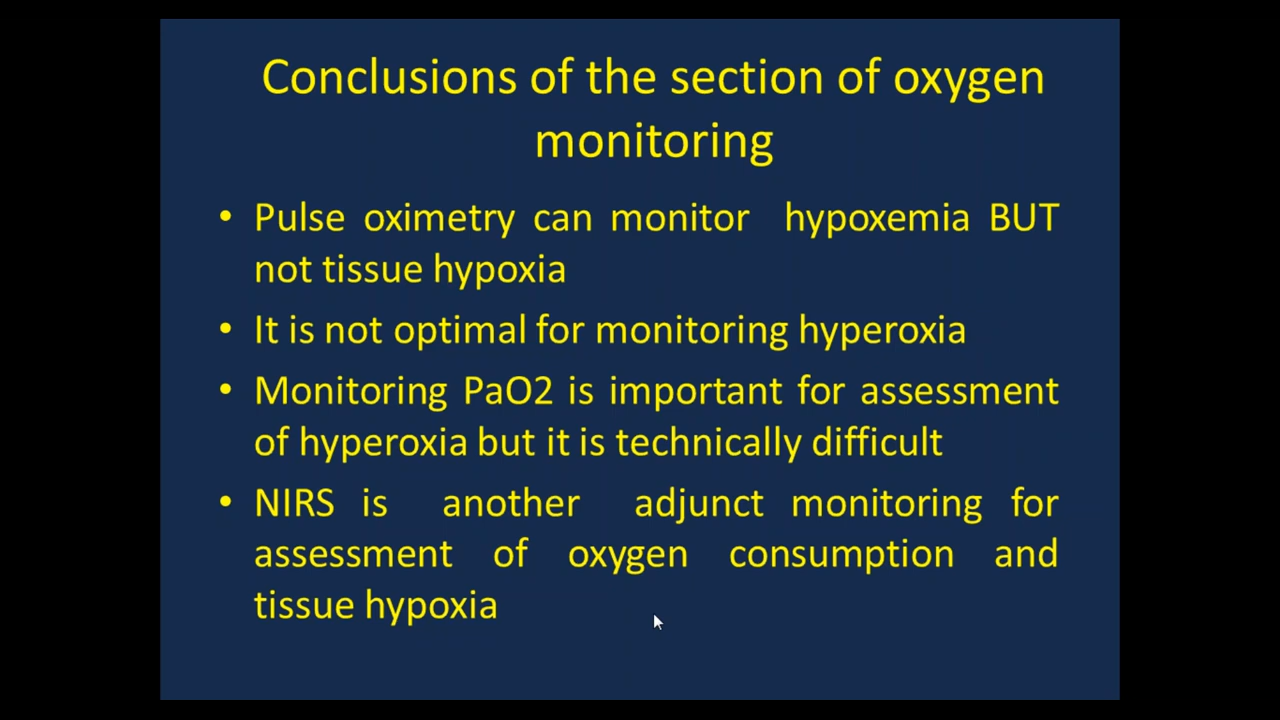 Conclusions of the section of oxygen
monitoring
• Pulse oximetry can monitor hypoxemia BUT
not tissue hypoxia
• It is not optimal for monitoring hyperoxia
• Monitoring PaO2 is important for assessment
of hyperoxia but it is technically difficult
• NIRS is another adjunct monitoring for
assessment of oxygen consumption and
tissue hypoxia